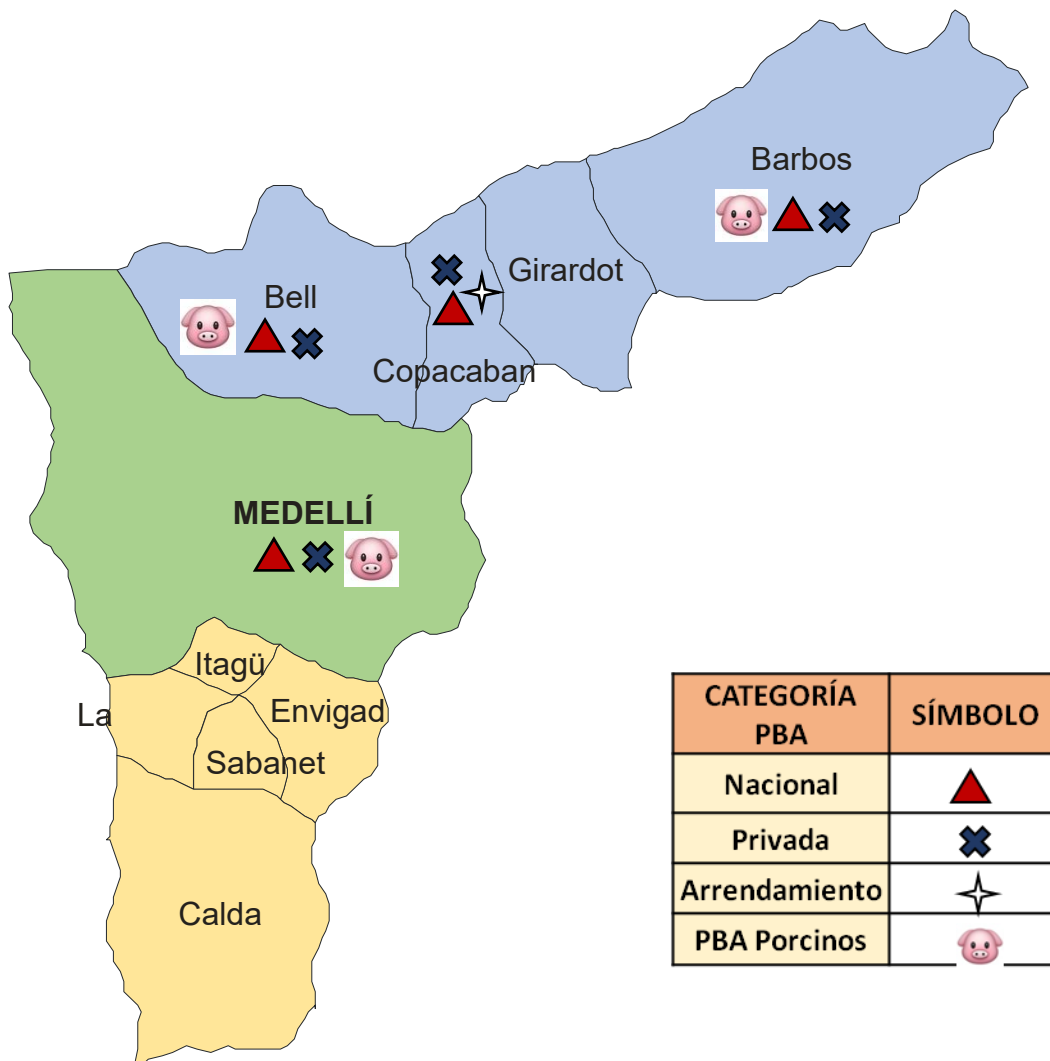 Barbos
Girardot
Bell
Copacaban
MEDELLÍ
Itagü
La
Envigad
Sabanet
Calda
CATEGORÍA
PBA
SÍMBOLO
Nacional
Privada
Arrendamiento
PBA Porcinos